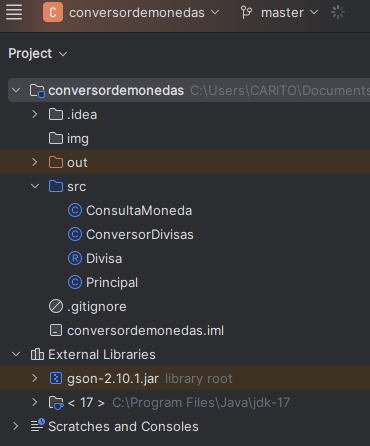 C conversordemonedas master
Project
conversordemonedas C:\Users\CARITO\Documents
.idea
img
out
src
C ConsultaMoneda
C ConversorDivisas
R Divisa
C Principal
.gitignore
conversordemonedas.iml
External Libraries
gson-2.10.1.jar library root
< 17 > C:\Program Files\Java\jdk-17
Scratches and Consoles